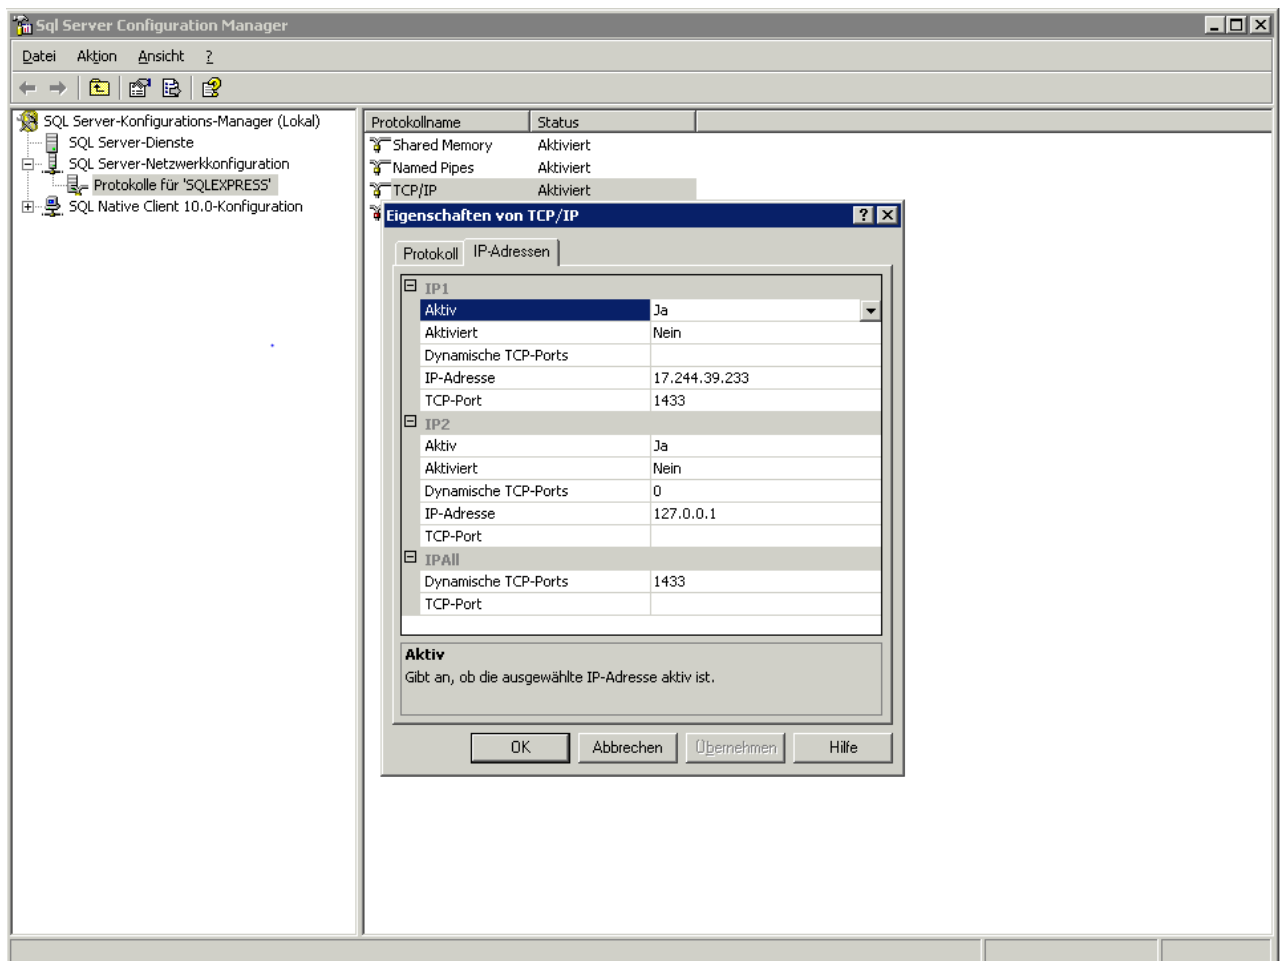 Sql Server Configuration Manager
Datei Aktion Ansicht ?
SQL Server-Konfigurations-Manager (Lokal)
SQL Server-Dienste
SQL Server-Netzwerkkonfiguration
Protokolle für 'SQLEXPRESS'
SQL Native Client 10.0-Konfiguration
Protokollname Status
Shared Memory Aktiviert
Named Pipes Aktiviert
TCP/IP Aktiviert
Eigenschaften von TCP/IP
Protokoll IP-Adressen
IP1
Aktiv Ja
Aktiviert Nein
Dynamische TCP-Ports
IP-Adresse 17.244.39.233
TCP-Port 1433
IP2
Aktiv Ja
Aktiviert Nein
Dynamische TCP-Ports 0
IP-Adresse 127.0.0.1
TCP-Port
IPAll
Dynamische TCP-Ports 1433
TCP-Port
Aktiv
Gibt an, ob die ausgewählte IP-Adresse aktiv ist.
OK Abbrechen Übernehmen Hilfe